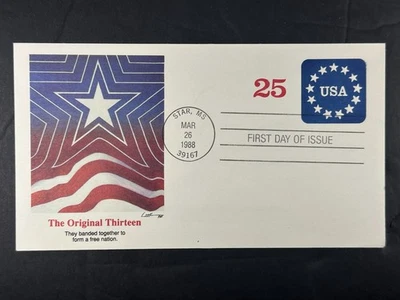 25
USA
STAR, MS
MAR
26
1988
39167
FIRST DAY OF ISSUE
The Original Thirteen
They banded together to
form a free nation.